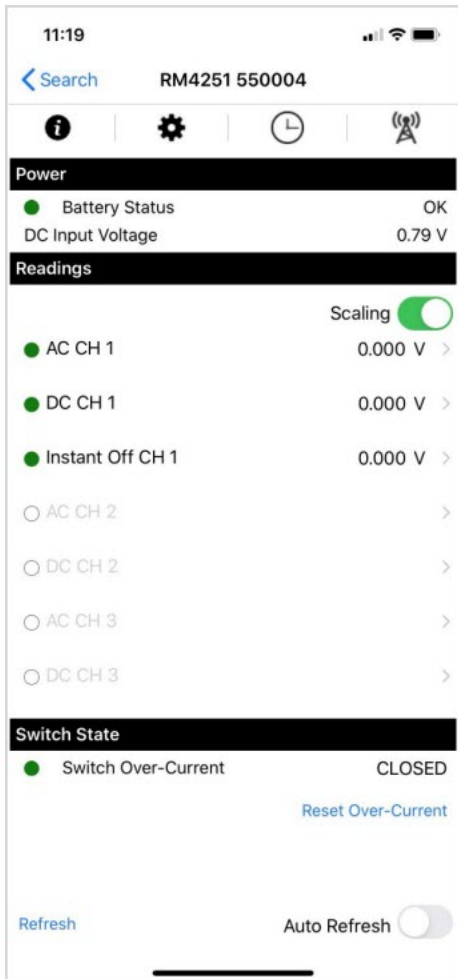 11:19
Search RM4251 550004
Power
Battery Status OK
DC Input Voltage 0.79 V
Readings
Scaling
AC CH 1 0.000 V
DC CH 1 0.000 V
Instant Off CH 1 0.000 V
AC CH 2
DC CH 2
AC CH 3
DC CH 3
Switch State
Switch Over-Current CLOSED
Reset Over-Current
Refresh Auto Refresh